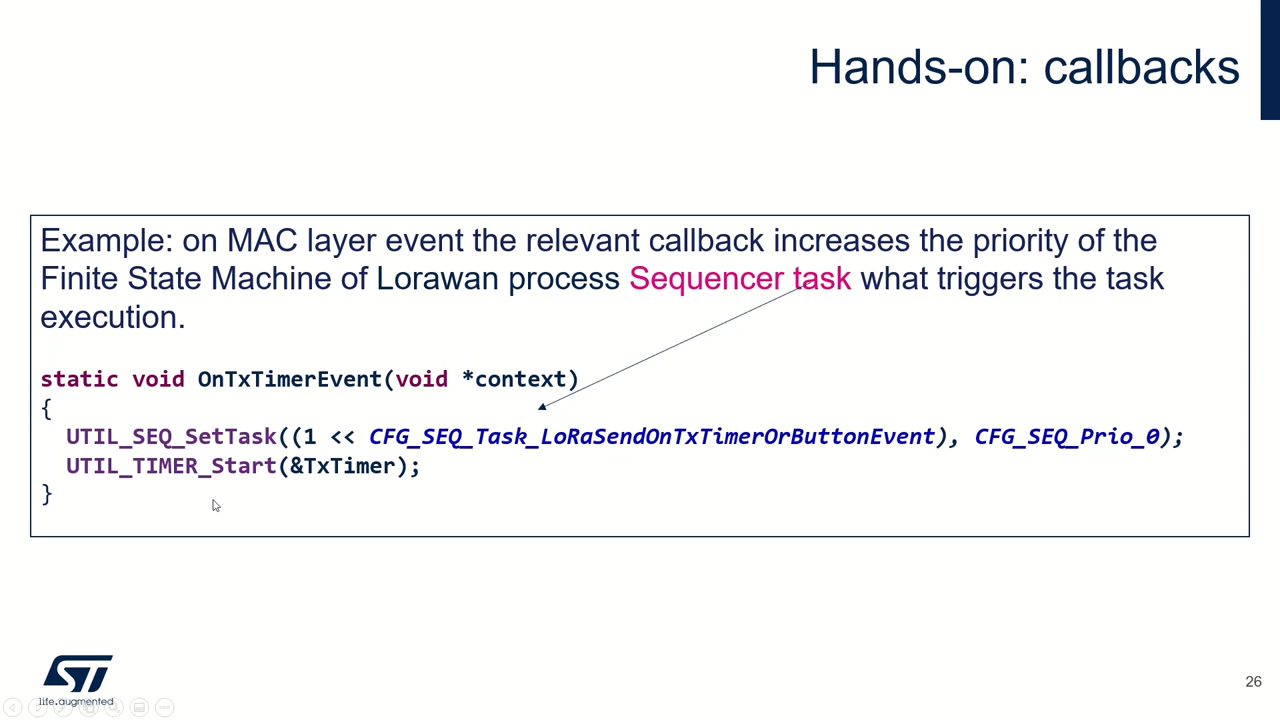 Hands-on: callbacks
Example: on MAC layer event the relevant callback increases the priority of the
Finite State Machine of Lorawan process Sequencer task what triggers the task
execution.
static void OnTxTimerEvent(void *context)
{
  UTIL_SEQ_SetTask((1 << CFG_SEQ_Task_LoRaSendOnTxTimerOrButtonEvent), CFG_SEQ_Prio_0);
  UTIL_TIMER_Start(&TxTimer);
}
ST
life.augmented
26